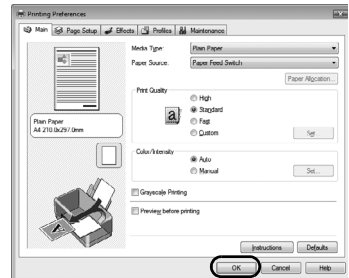 Printing Preferences
Main Page Setup Effects Profiles Maintenance
Media Type: Plain Paper
Paper Source: Paper Feed Switch
Paper Allocation...
Print Quality
High
Standard
Fast
Custom Set
Plain Paper
A4 210.0x297.0mm
Color/Intensity
Auto
Manual Set...
Grayscale Printing
Preview before printing
Instructions Defaults
OK Cancel Help